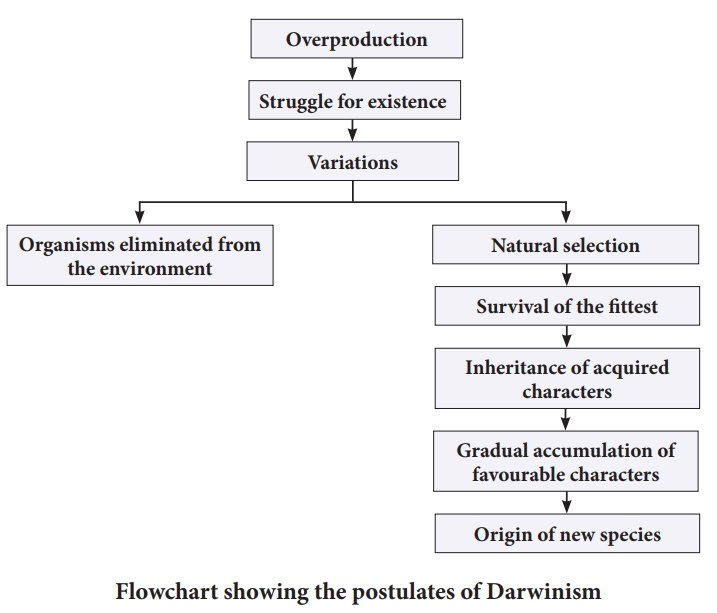 Overproduction
Struggle for existence
Variations
Organisms eliminated from
the environment
Natural selection
Survival of the fittest
Inheritance of acquired
characters
Gradual accumulation of
favourable characters
Origin of new species
Flowchart showing the postulates of Darwinism